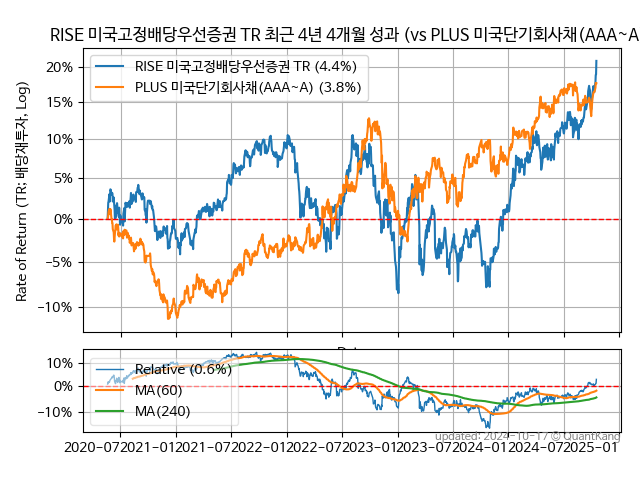 RISE 미국고정배당우선증권 TR 최근 4년 4개월 성과 (vs PLUS 미국단기회사채(AAA~A
Rate of Return (TR: 배당재투자, Log)
RISE 미국고정배당우선증권 TR (4.4%)
PLUS 미국단기회사채(AAA~A) (3.8%)
20%
15%
10%
5%
0%
−5%
−10%
Relative (0.6%)
MA(60)
MA(240)
10%
0%
−10%
updated: 2024-10-17 © QuantKang
2020-07 2021-01 2021-07 2022-01 2022-07 2023-01 2023-07 2024-01 2024-07 2025-01